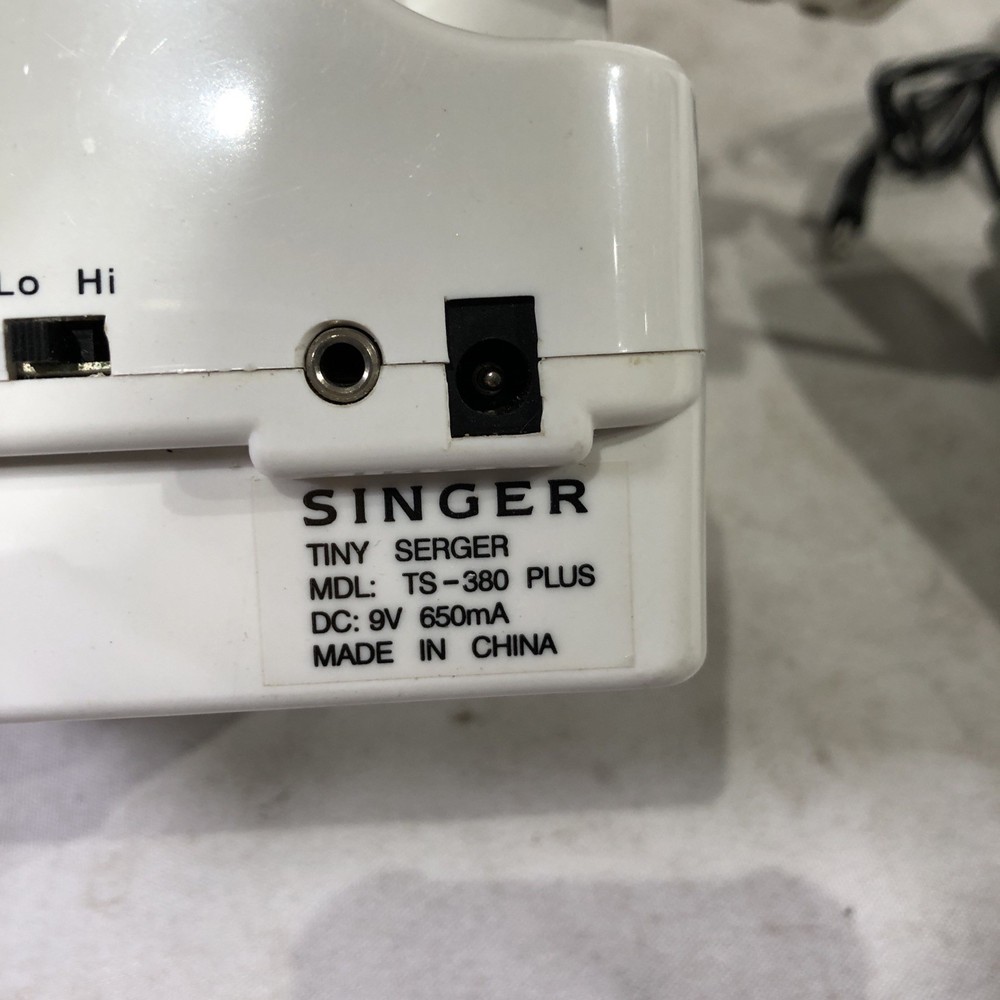 Lo Hi
SINGER
TINY SERGER
MDL: TS-380 PLUS
DC: 9V 650mA
MADE IN CHINA